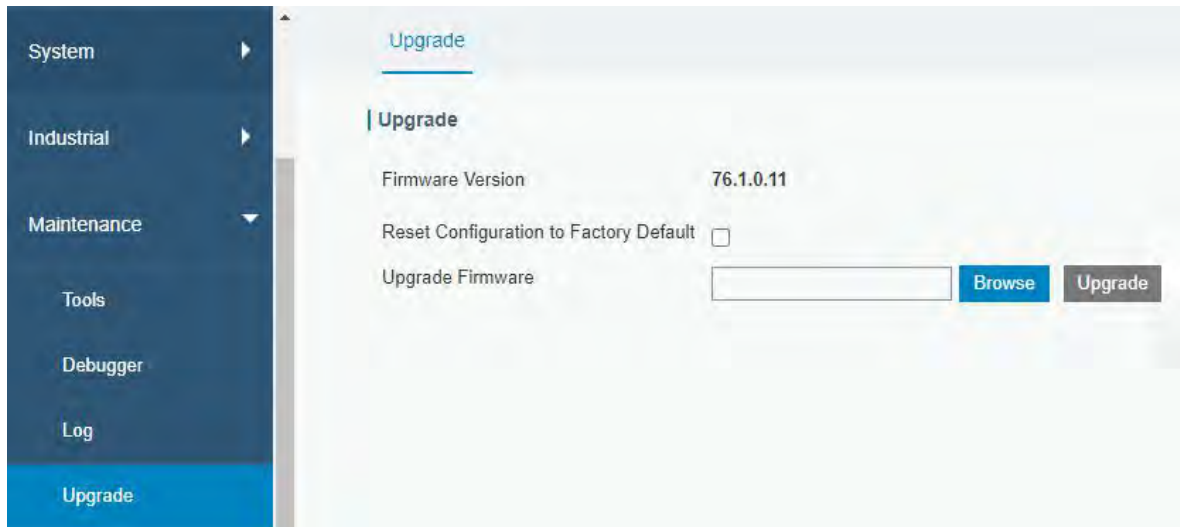 System
Industrial
Maintenance
Tools
Debugger
Log
Upgrade
Upgrade
Upgrade
Firmware Version 76.1.0.11
Reset Configuration to Factory Default
Upgrade Firmware Browse Upgrade